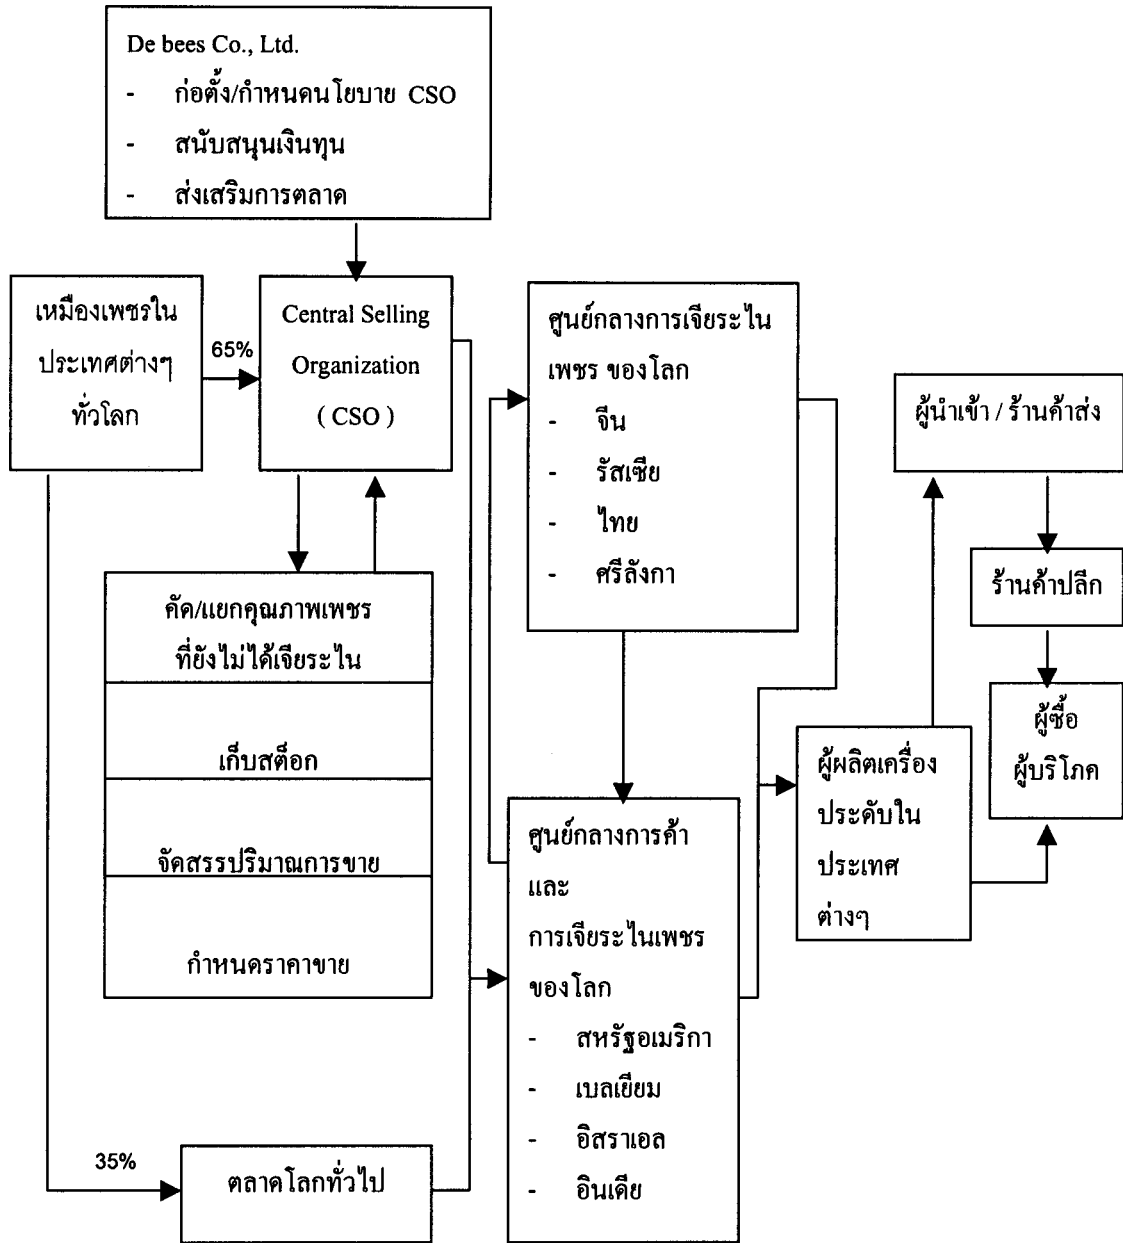 De bees Co., Ltd.
- ก่อตั้ง/กำหนดนโยบาย CSO
- สนับสนุนเงินทุน
- ส่งเสริมการตลาด
เหมืองเพชรใน
ประเทศต่างๆ
ทั่วโลก
65%
Central Selling
Organization
( CSO )
คัด/แยกคุณภาพเพชร
ที่ยังไม่ได้เจียระไน
เก็บสต็อก
จัดสรรปริมาณการขาย
กำหนดราคาขาย
35%
ตลาดโลกทั่วไป
ศูนย์กลางการเจียระไน
เพชร ของโลก
- จีน
- รัสเซีย
- ไทย
- ศรีลังกา
ศูนย์กลางการค้า
และ
การเจียระไนเพชร
ของโลก
- สหรัฐอเมริกา
- เบลเยียม
- อิสราเอล
- อินเดีย
ผู้ผลิตเครื่อง
ประดับใน
ประเทศ
ต่างๆ
ผู้นำเข้า / ร้านค้าส่ง
ร้านค้าปลีก
ผู้ซื้อ
ผู้บริโภค